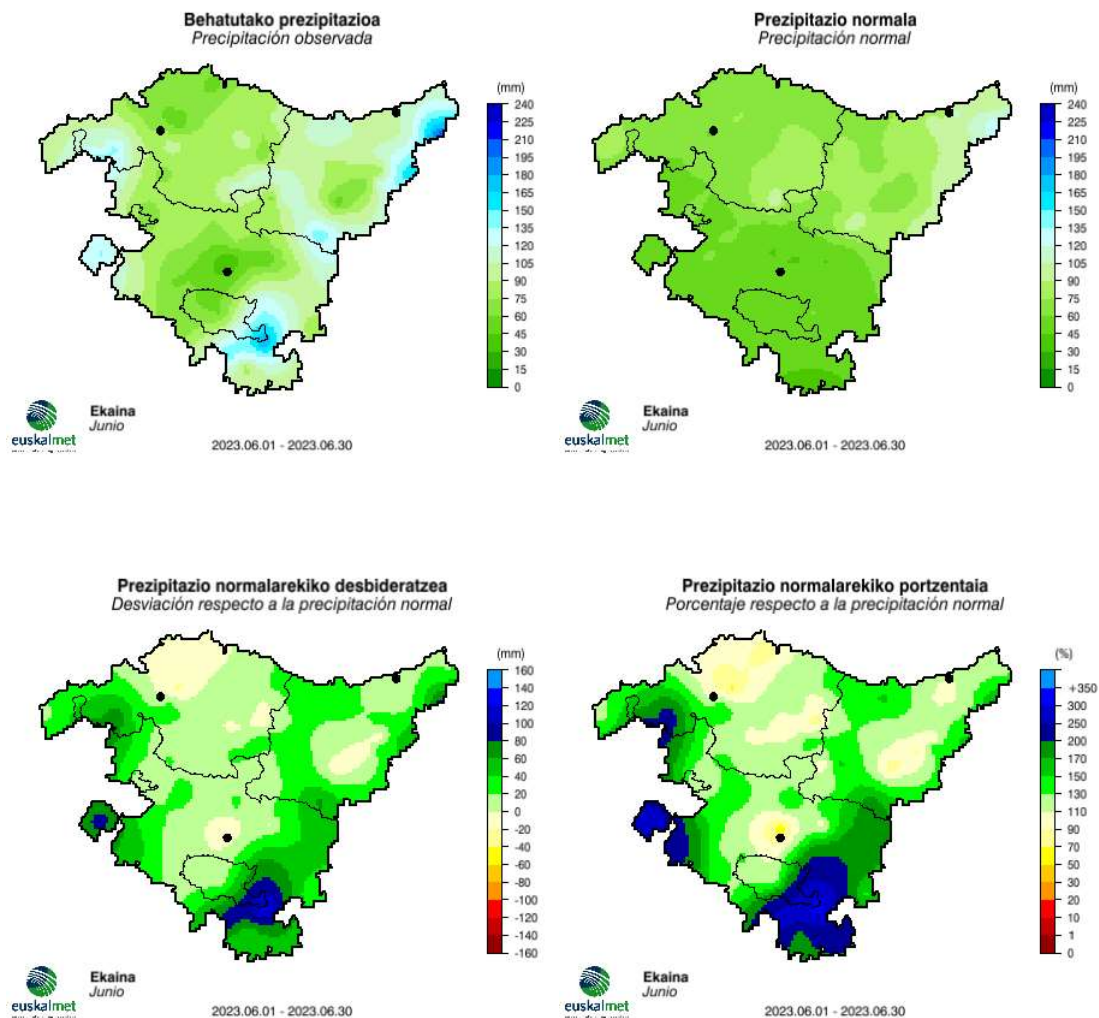 Behatutako prezipitazioa
Precipitación observada
(mm)
240
225
210
195
180
165
150
135
120
105
90
75
60
45
30
15
0
Ekaina
Junio
euskalmet
2023.06.01 - 2023.06.30
Prezipitazio normala
Precipitación normal
(mm)
240
225
210
195
180
165
150
135
120
105
90
75
60
45
30
15
0
Ekaina
Junio
euskalmet
2023.06.01 - 2023.06.30
Prezipitazio normalarekiko desbideratzea
Desviación respecto a la precipitación normal
(mm)
160
140
120
100
80
60
40
20
0
-20
-40
-60
-80
-100
-120
-140
-160
Ekaina
Junio
euskalmet
2023.06.01 - 2023.06.30
Prezipitazio normalarekiko portzentaia
Porcentaje respecto a la precipitación normal
(%)
+350
300
250
200
170
150
130
110
90
70
50
30
20
10
1
0
Ekaina
Junio
euskalmet
2023.06.01 - 2023.06.30